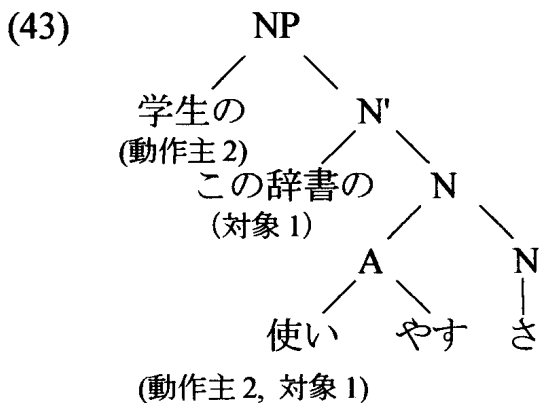 (43) NP
学生の N'
(動作主2)
この辞書の N
(対象1)
A N
使い やす さ
(動作主2, 対象1)